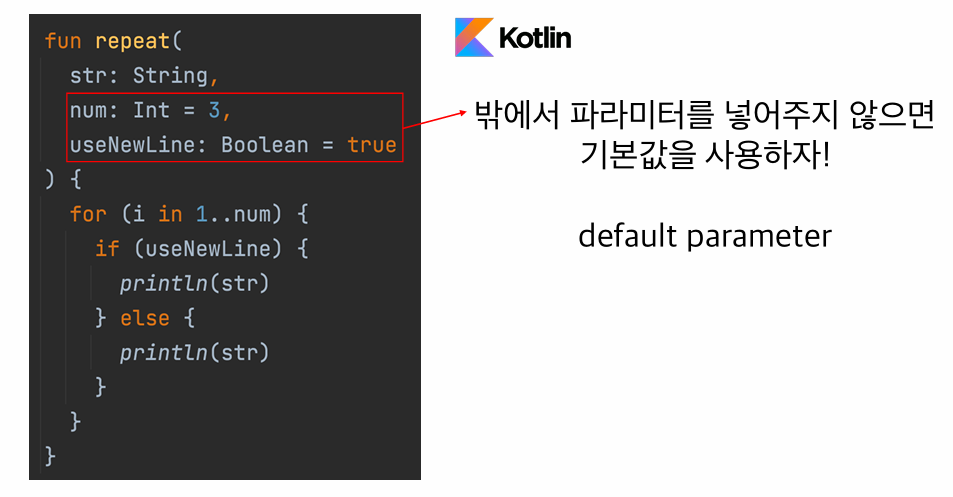 fun repeat(
str: String,
num: Int = 3,
useNewLine: Boolean = true
) {
for (i in 1..num) {
if (useNewLine) {
println(str)
} else {
println(str)
}
}
}
Kotlin
밖에서 파라미터를 넣어주지 않으면
기본값을 사용하자!
default parameter